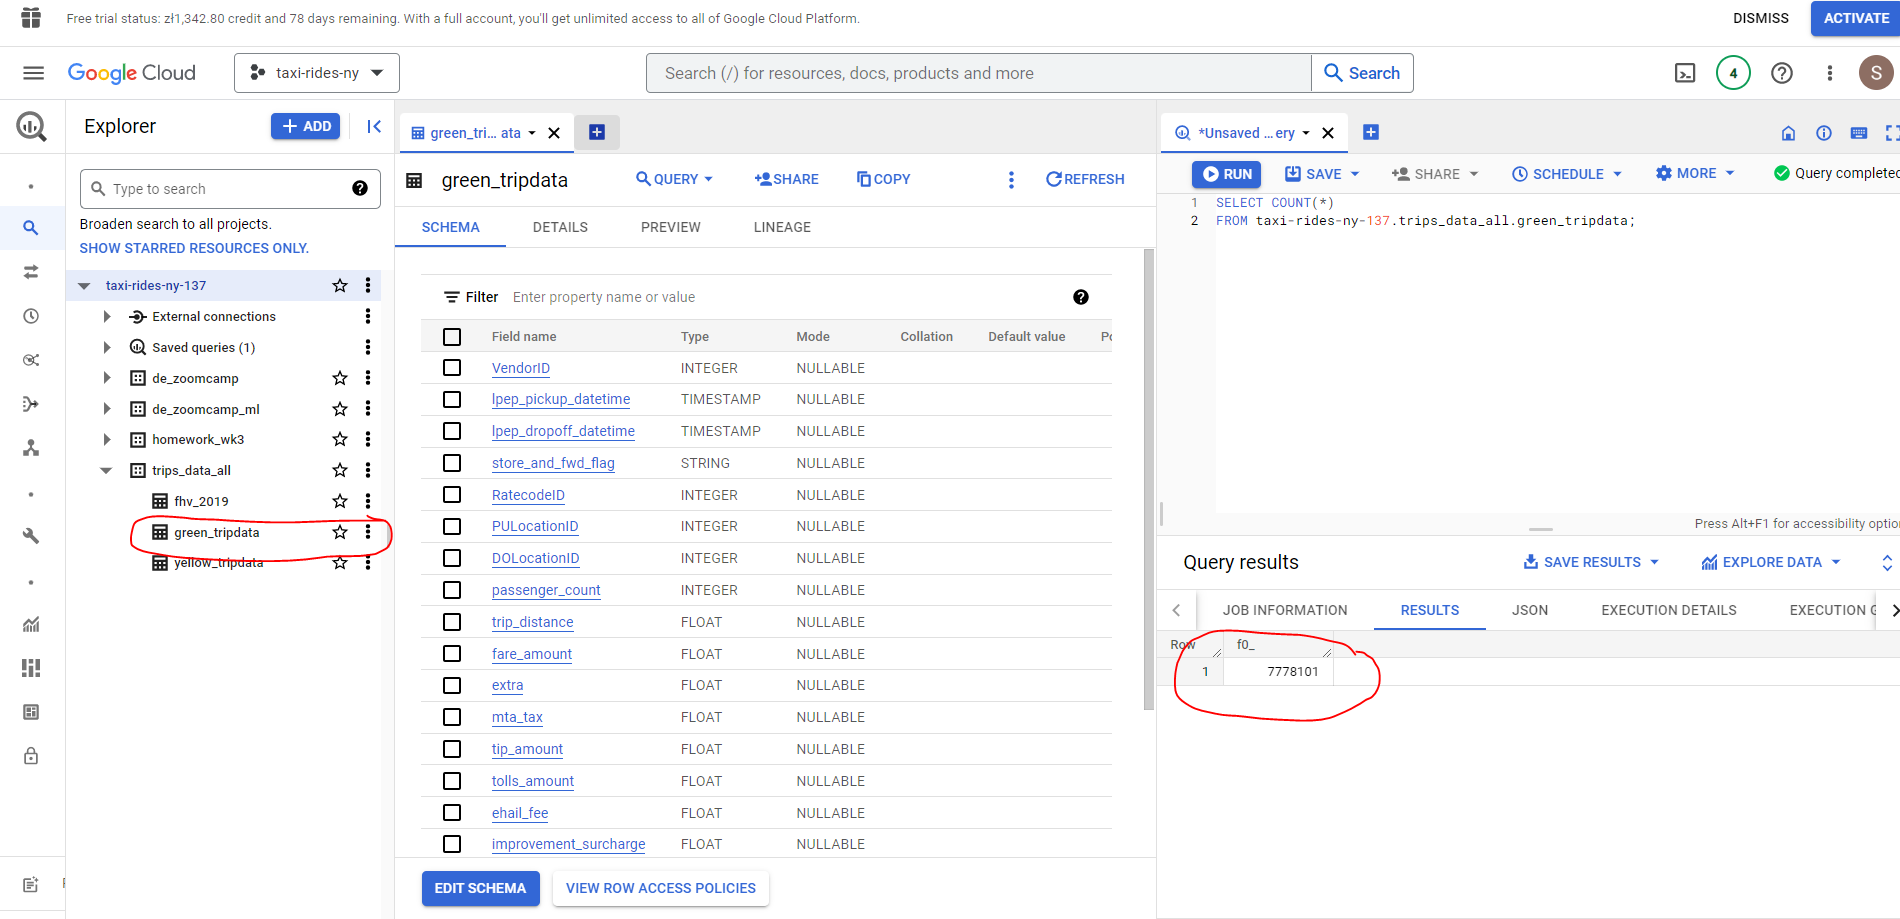 Free trial status: zł1,342.80 credit and 78 days remaining. With a full account, you'll get unlimited access to all of Google Cloud Platform.
DISMISS
ACTIVATE
Google Cloud
taxi-rides-ny
Search (/) for resources, docs, products and more
Search
4
S
Explorer
+ ADD
Type to search
Broaden search to all projects.
SHOW STARRED RESOURCES ONLY.
taxi-rides-ny-137
External connections
Saved queries (1)
de_zoomcamp
de_zoomcamp_ml
homework_wk3
trips_data_all
fhv_2019
green_tripdata
yellow_tripdata
green_tri... ata
green_tripdata
QUERY
SHARE
COPY
REFRESH
SCHEMA DETAILS PREVIEW LINEAGE
Filter Enter property name or value
Field name Type Mode Collation Default value
VendorID INTEGER NULLABLE
lpep_pickup_datetime TIMESTAMP NULLABLE
lpep_dropoff_datetime TIMESTAMP NULLABLE
store_and_fwd_flag STRING NULLABLE
RatecodeID INTEGER NULLABLE
PULocationID INTEGER NULLABLE
DOLocationID INTEGER NULLABLE
passenger_count INTEGER NULLABLE
trip_distance FLOAT NULLABLE
fare_amount FLOAT NULLABLE
extra FLOAT NULLABLE
mta_tax FLOAT NULLABLE
tip_amount FLOAT NULLABLE
tolls_amount FLOAT NULLABLE
ehail_fee FLOAT NULLABLE
improvement_surcharge FLOAT NULLABLE
EDIT SCHEMA
VIEW ROW ACCESS POLICIES
*Unsaved ...ery
RUN
SAVE
SHARE
SCHEDULE
MORE
Query completed
1 SELECT COUNT(*)
2 FROM taxi-rides-ny-137.trips_data_all.green_tripdata;
Press Alt+F1 for accessibility optio
Query results
SAVE RESULTS
EXPLORE DATA
JOB INFORMATION RESULTS JSON EXECUTION DETAILS EXECUTION G
Row f0_
1 7778101